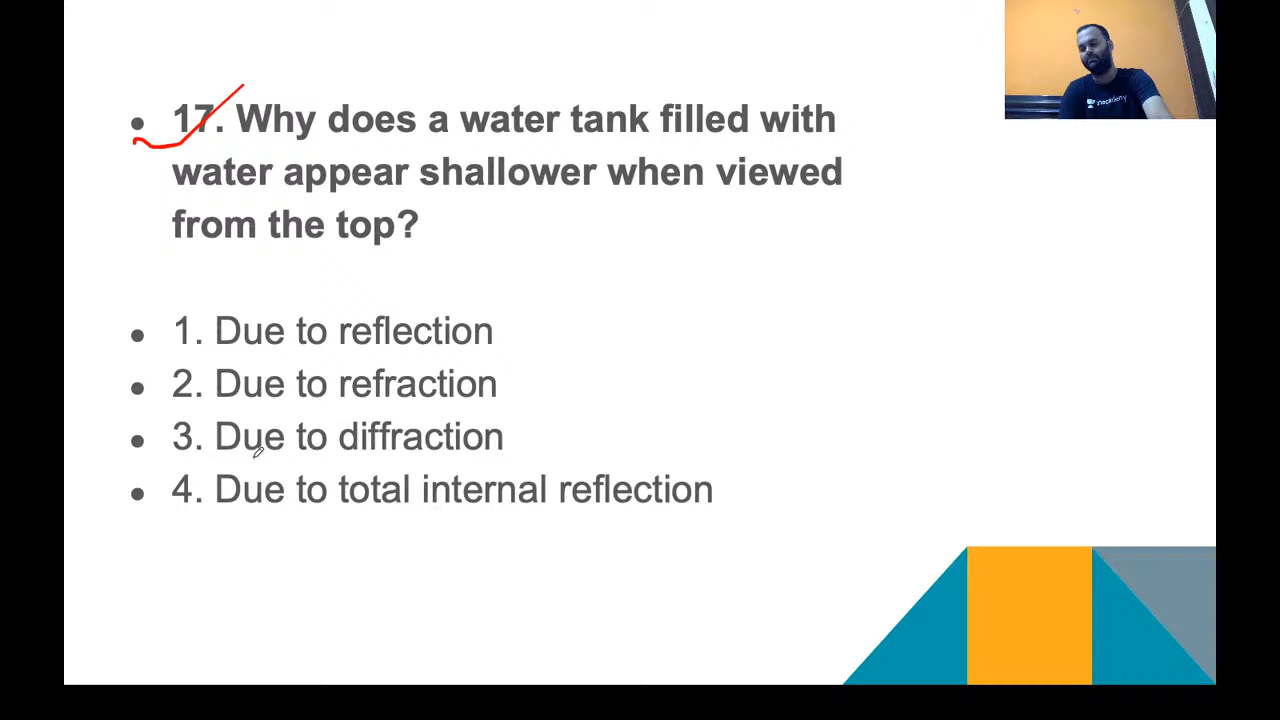 • 17. Why does a water tank filled with
water appear shallower when viewed
from the top?
• 1. Due to reflection
• 2. Due to refraction
• 3. Due to diffraction
• 4. Due to total internal reflection